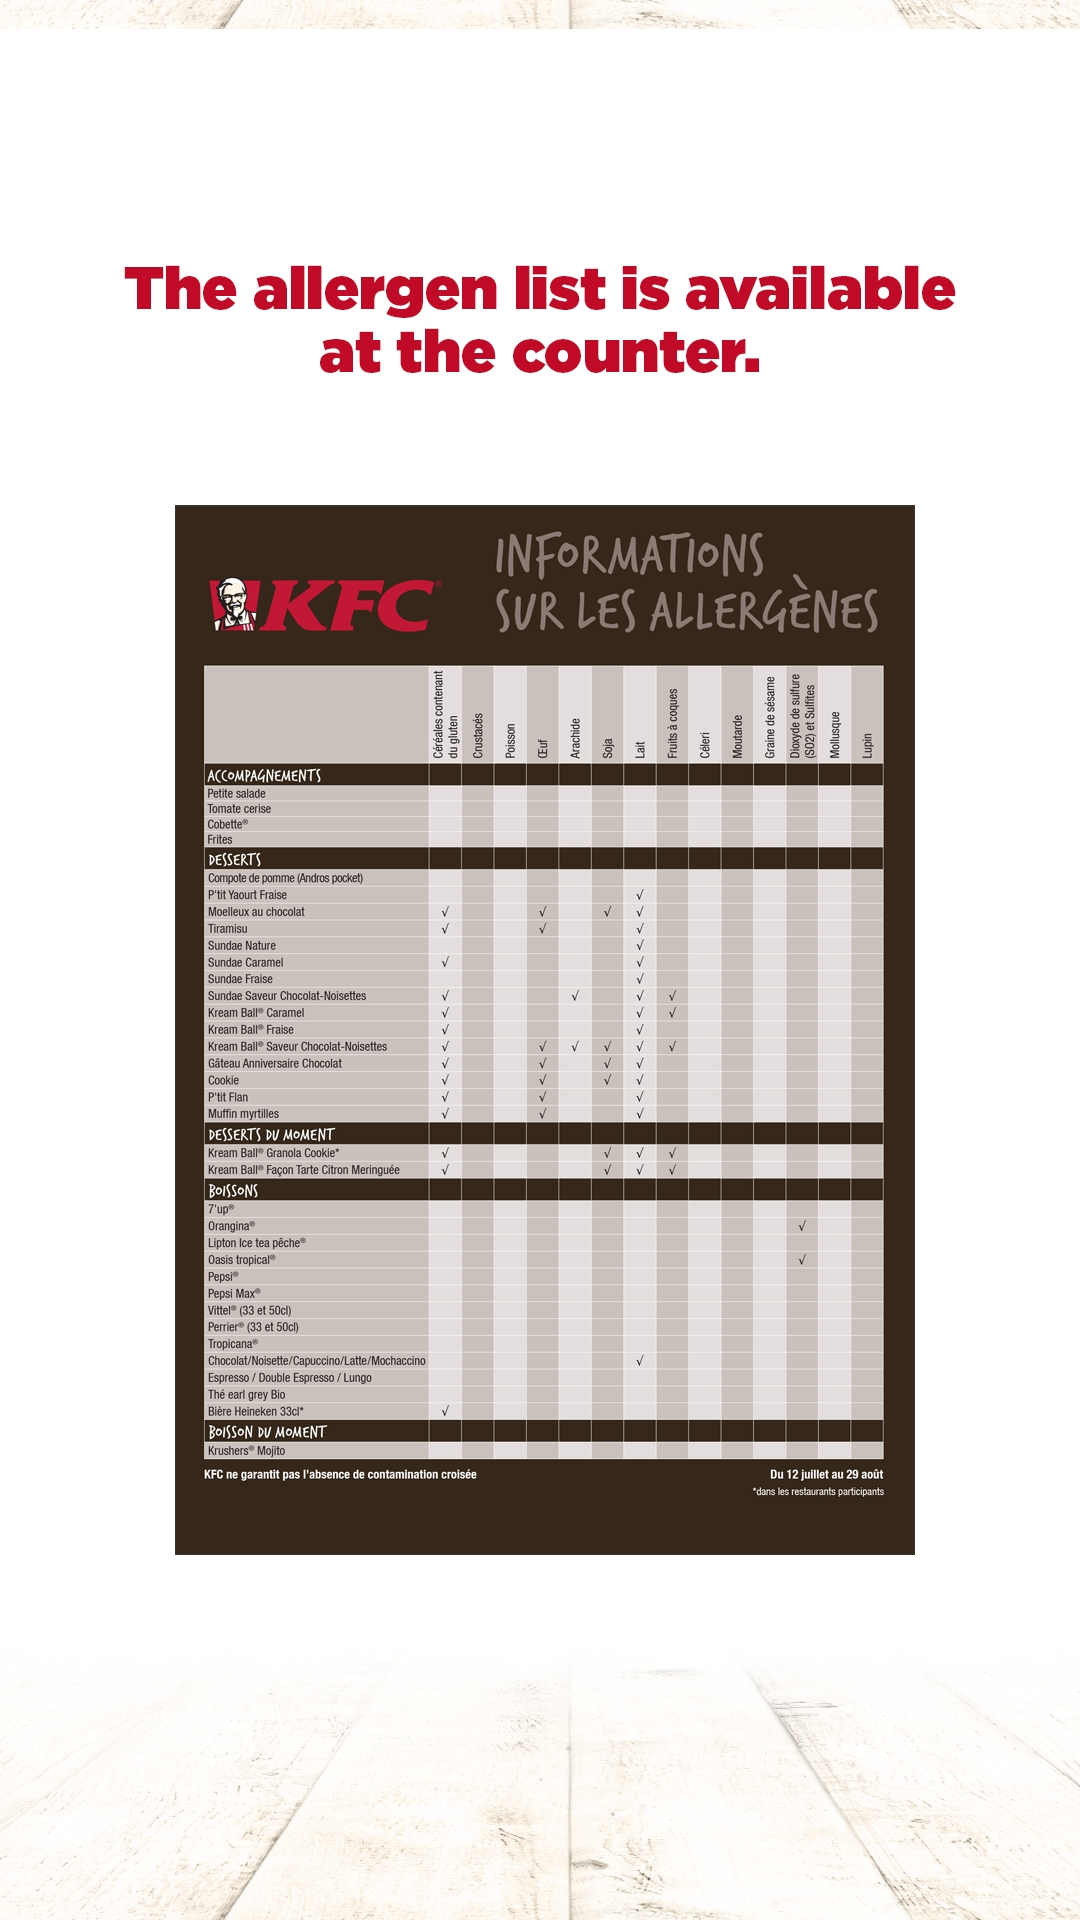 The allergen list is available
at the counter.
INFORMATIONS
SUR LES ALLERGÈNES
KFC®
Céréales contenant
du gluten
Crustacés
Poisson
Œuf
Arachide
Soja
Lait
Fruits à coques
Céleri
Moutarde
Graine de sésame
Dioxyde de sulfure
(SO2) et Sulfites
Mollusque
Lupin
ACCOMPAGNEMENTS
Petite salade
Tomate cerise
Cobette®
Frites
DESSERTS
Compote de pomme (Andros pocket)
P'tit Yaourt Fraise √
Moelleux au chocolat √ √ √ √
Tiramisu √ √ √
Sundae Nature √
Sundae Caramel √ √
Sundae Fraise √
Sundae Saveur Chocolat-Noisettes √ √ √ √
Kream Ball® Caramel √ √ √
Kream Ball® Fraise √ √
Kream Ball® Saveur Chocolat-Noisettes √ √ √ √ √ √
Gâteau Anniversaire Chocolat √ √ √ √
Cookie √ √ √ √
P'tit Flan √ √ √
Muffin myrtilles √ √ √
DESSERTS DU MOMENT
Kream Ball® Granola Cookie* √ √ √ √
Kream Ball® Façon Tarte Citron Meringuée √ √ √ √
BOISSONS
7'up®
Orangina® √
Lipton Ice tea pêche®
Oasis tropical® √
Pepsi®
Pepsi Max®
Vittel® (33 et 50cl)
Perrier® (33 et 50cl)
Tropicana®
Chocolat/Noisette/Capuccino/Latte/Mochaccino √
Espresso / Double Espresso / Lungo
Thé earl grey Bio
Bière Heineken 33cl* √
BOISSON DU MOMENT
Krushers® Mojito
KFC ne garantit pas l'absence de contamination croisée
Du 12 juillet au 29 août
*dans les restaurants participants